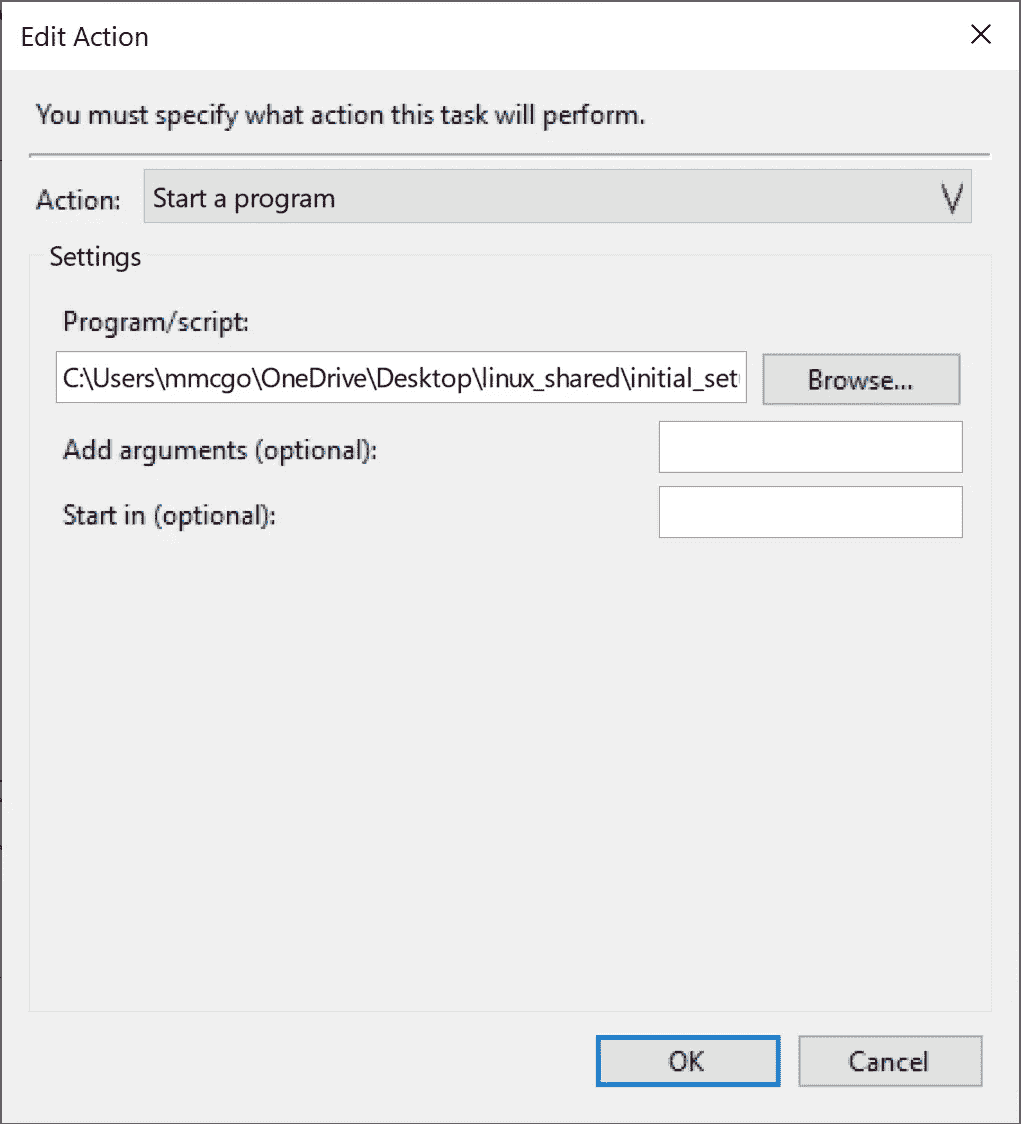 Edit Action
You must specify what action this task will perform.
Action: Start a program
Settings
Program/script:
C:\Users\mmcgo\OneDrive\Desktop\linux_shared\initial_set Browse...
Add arguments (optional):
Start in (optional):
OK Cancel